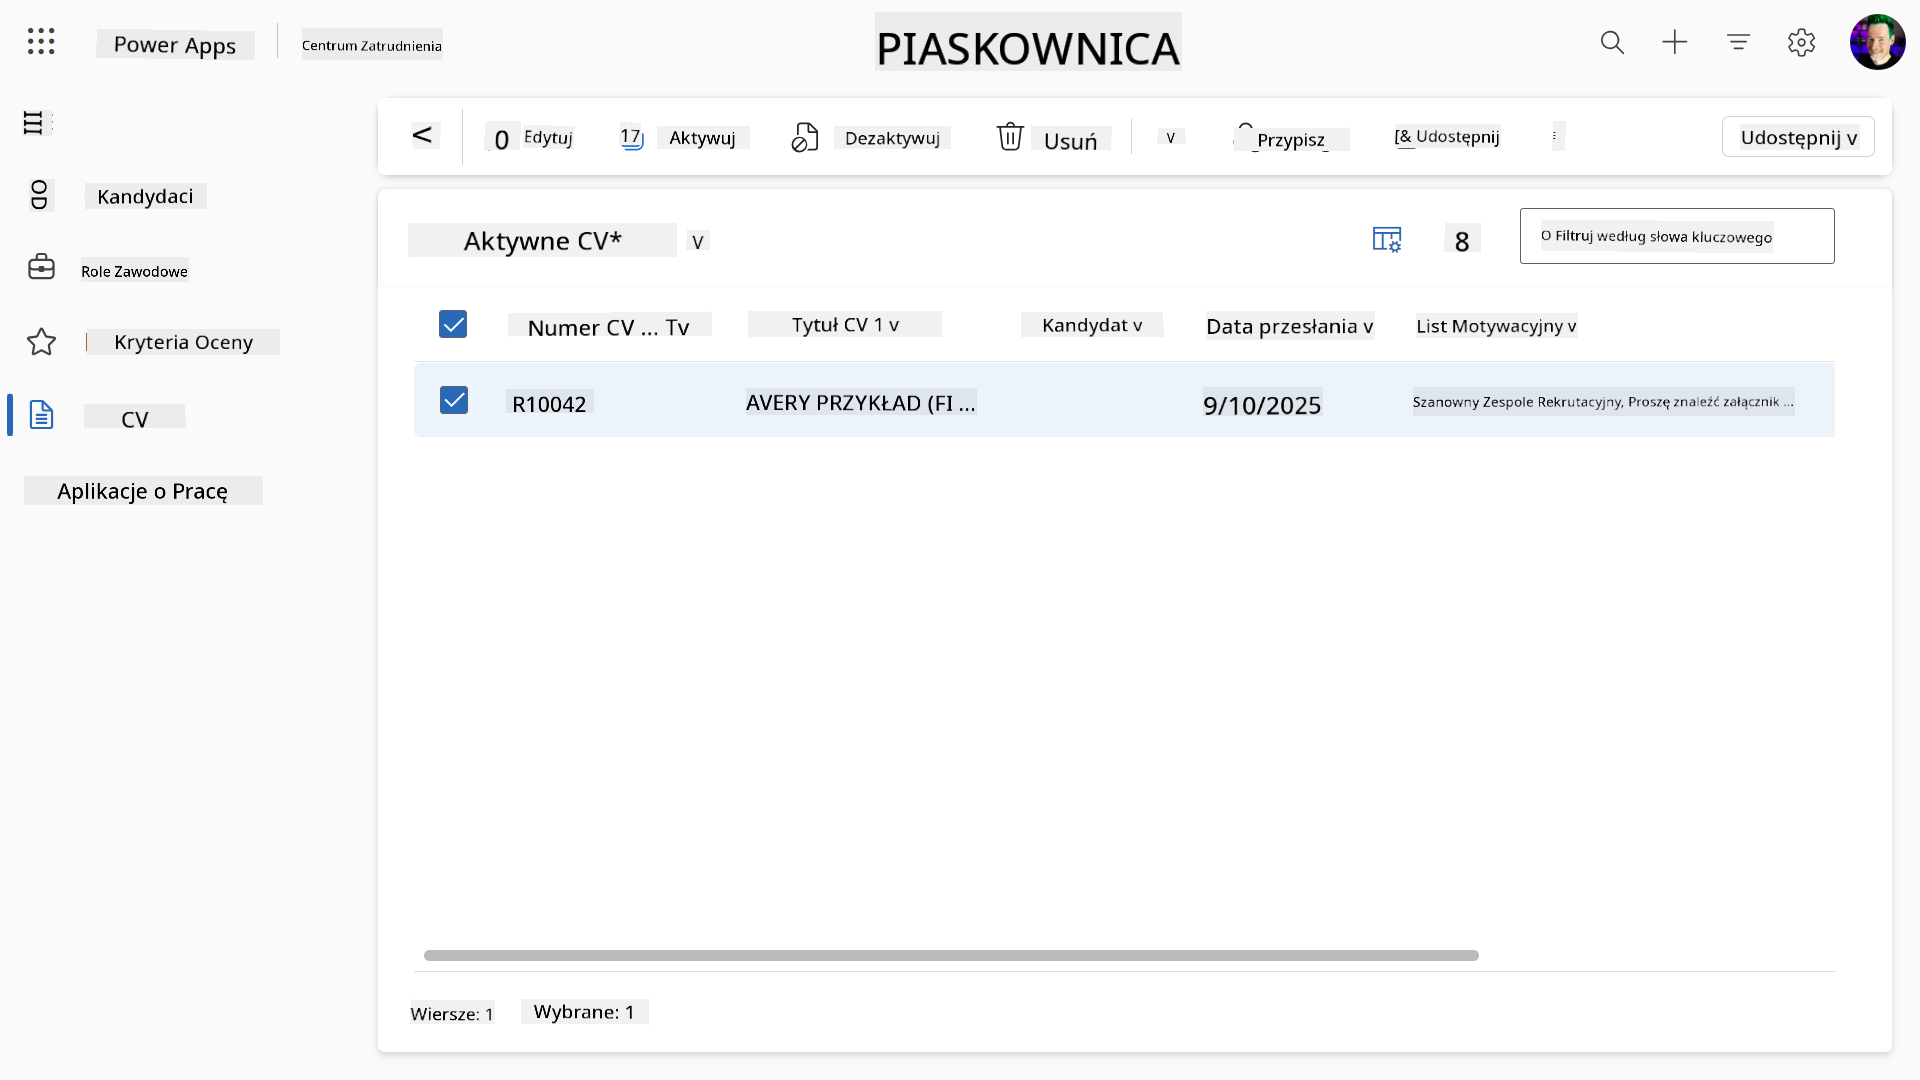 Power Apps
Centrum Zatrudnienia
PIASKOWNICA
<
0 Edytuj
17 Aktywuj
Dezaktywuj
Usuń
v
Przypisz
[& Udostępnij
Udostępnij v
Kandydaci
Role Zawodowe
Kryteria Oceny
CV
Aplikacje o Pracę
Aktywne CV* v
8
O Filtruj według słowa kluczowego
Numer CV ... Tv
Tytuł CV 1 v
Kandydat v
Data przesłania v
List Motywacyjny v
R10042
AVERY PRZYKŁAD (FI ...
9/10/2025
Szanowny Zespole Rekrutacyjny, Proszę znaleźć załącznik ...
Wiersze: 1
Wybrane: 1